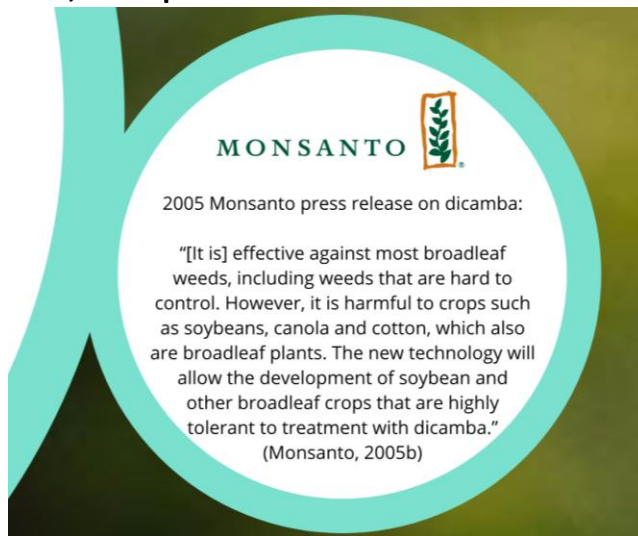 MONSANTO
2005 Monsanto press release on dicamba:
“[It is] effective against most broadleaf
weeds, including weeds that are hard to
control. However, it is harmful to crops such
as soybeans, canola and cotton, which also
are broadleaf plants. The new technology will
allow the development of soybean and
other broadleaf crops that are highly
tolerant to treatment with dicamba.”
(Monsanto, 2005b)